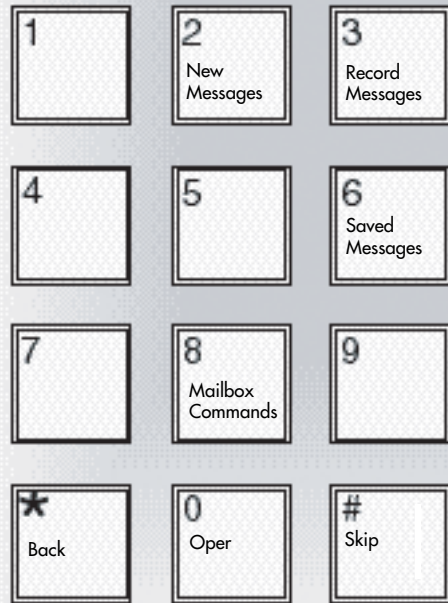 1
2
New
Messages
3
Record
Messages
4
5
6
Saved
Messages
7
8
Mailbox
Commands
9
*
Back
0
Oper
#
Skip